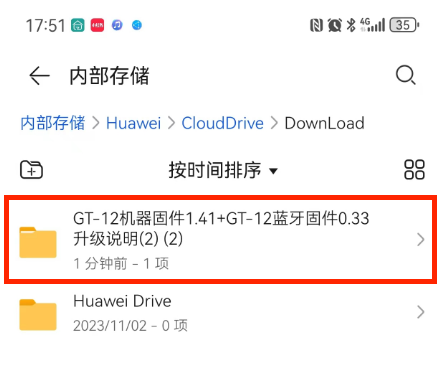 17:51 4G 35
内部存储
内部存储 > Huawei > CloudDrive > DownLoad
按时间排序
GT-12机器固件1.41+GT-12蓝牙固件0.33
升级说明(2) (2)
1 分钟前 - 1 项
Huawei Drive
2023/11/02 - 0 项